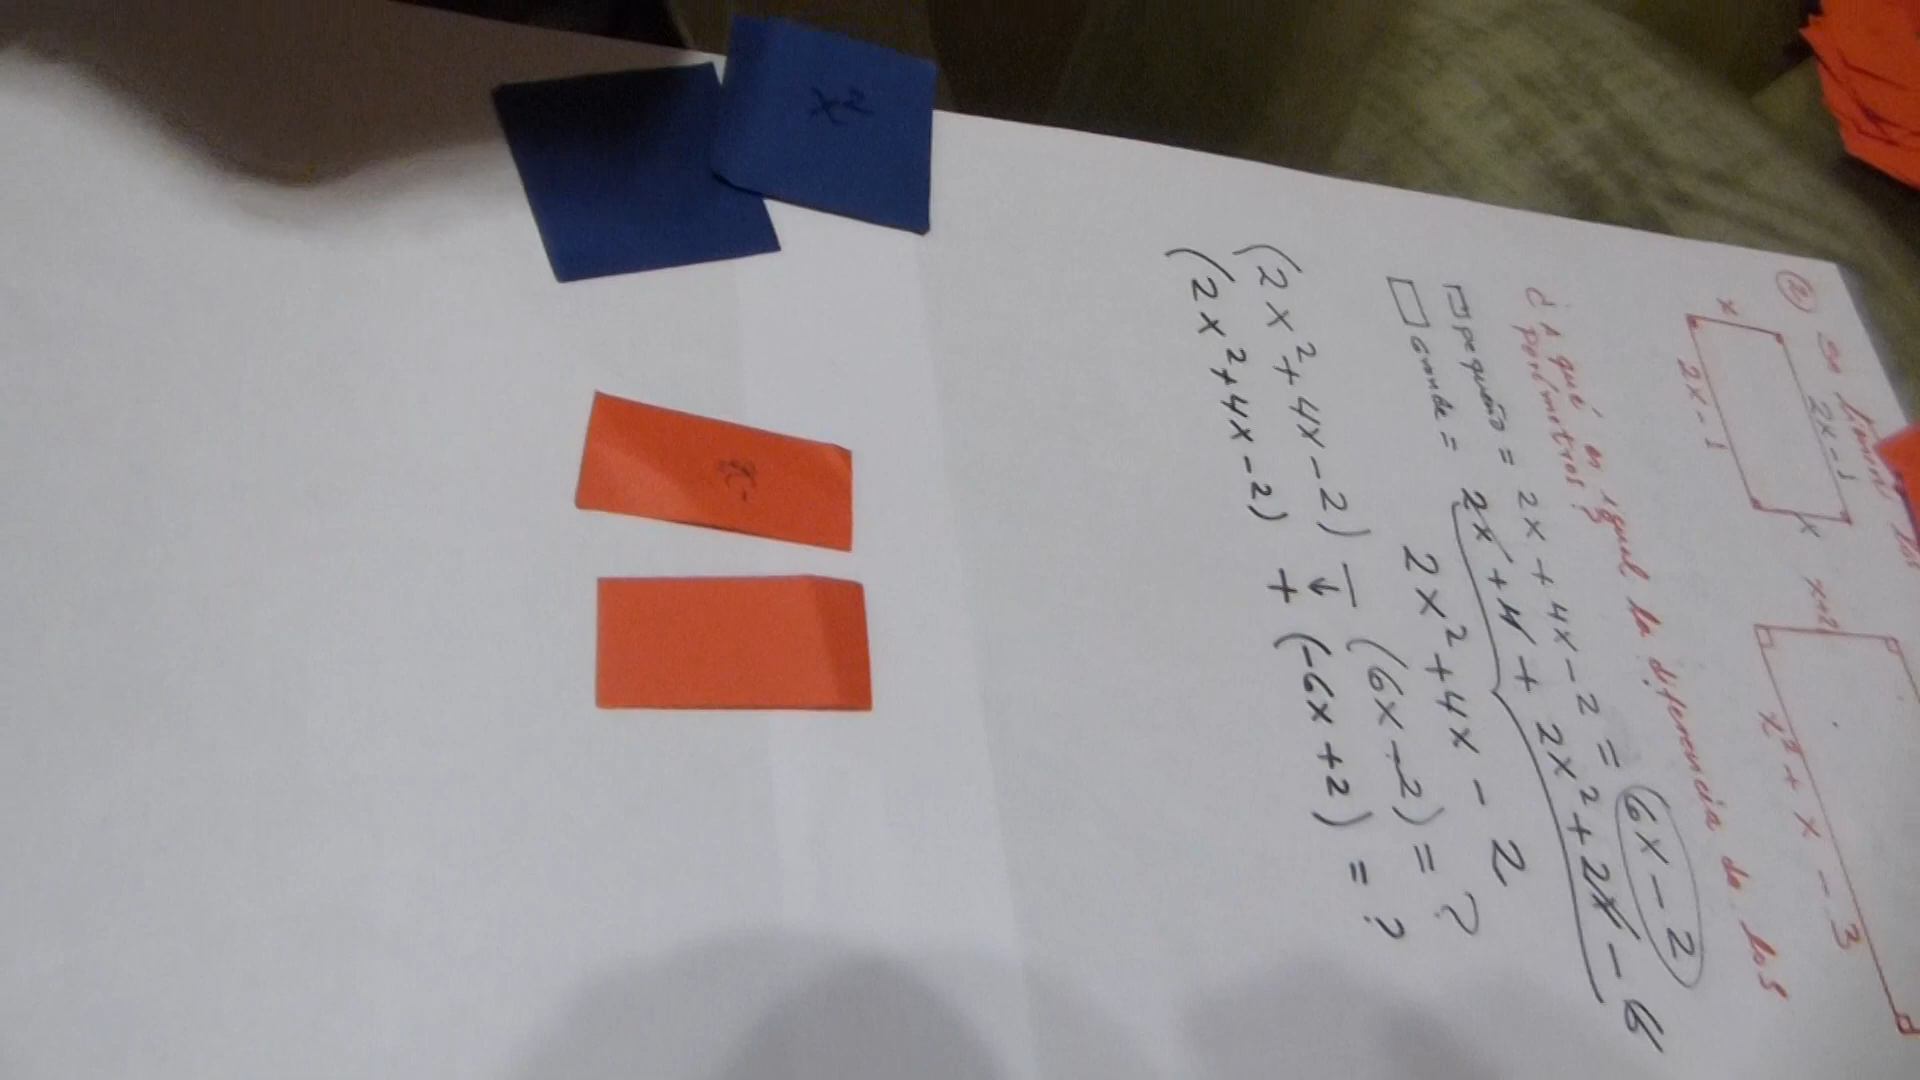 ②
x
2x-1
2x-1
x
x+2
x²+x-3
¿A qué es igual la diferencia de los
perímetros?
pequeño = 2x+4x-2 = 6x-2
Grande = 2x+4+2x²+2x-6
2x²+4x-2
(2x²+4x-2) - (6x-2) = ?
(2x²+4x-2) + (-6x+2) = ?
x²
-x